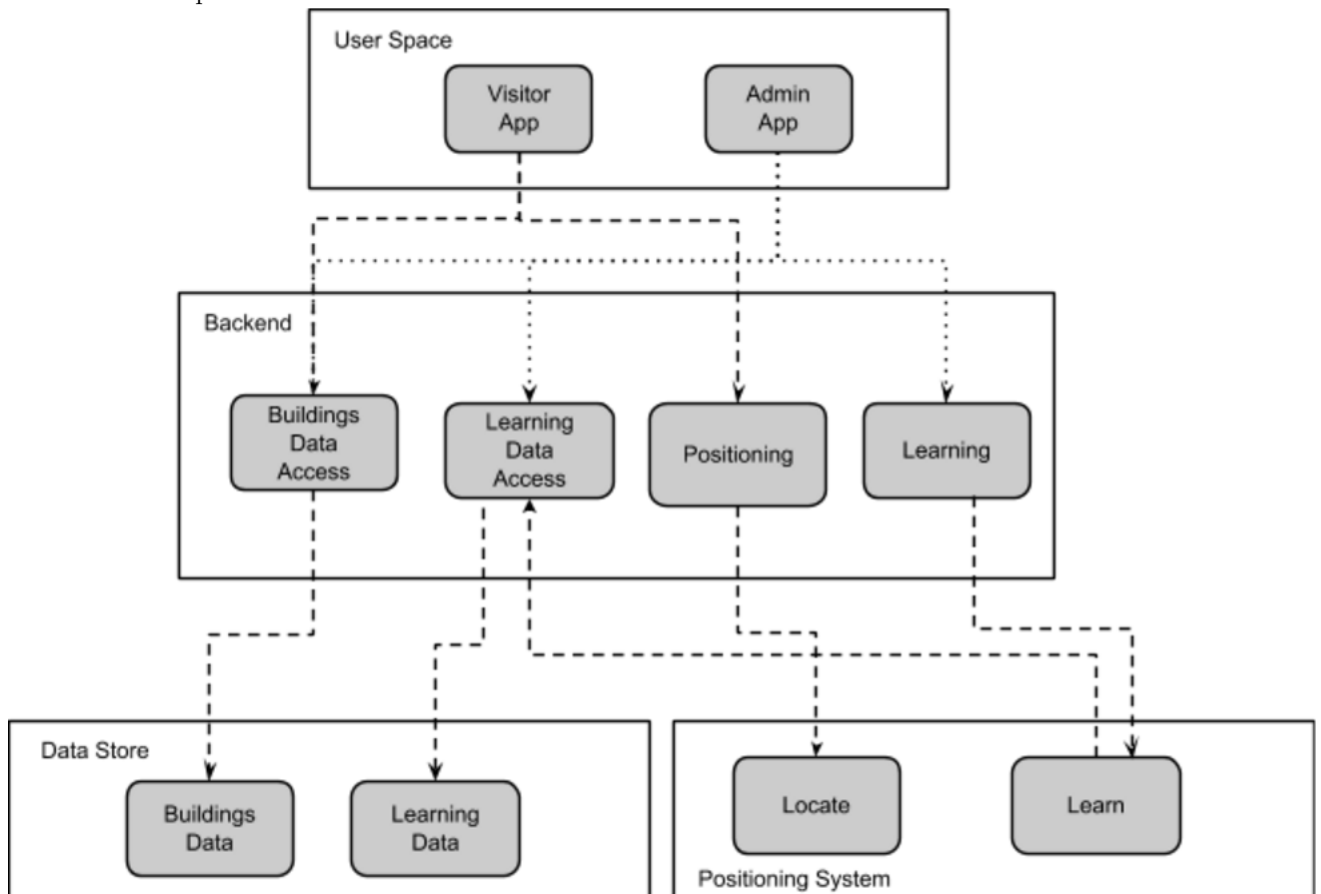 User Space
Visitor
App
Admin
App
Backend
Buildings
Data
Access
Learning
Data
Access
Positioning
Learning
Data Store
Buildings
Data
Learning
Data
Locate
Learn
Positioning System